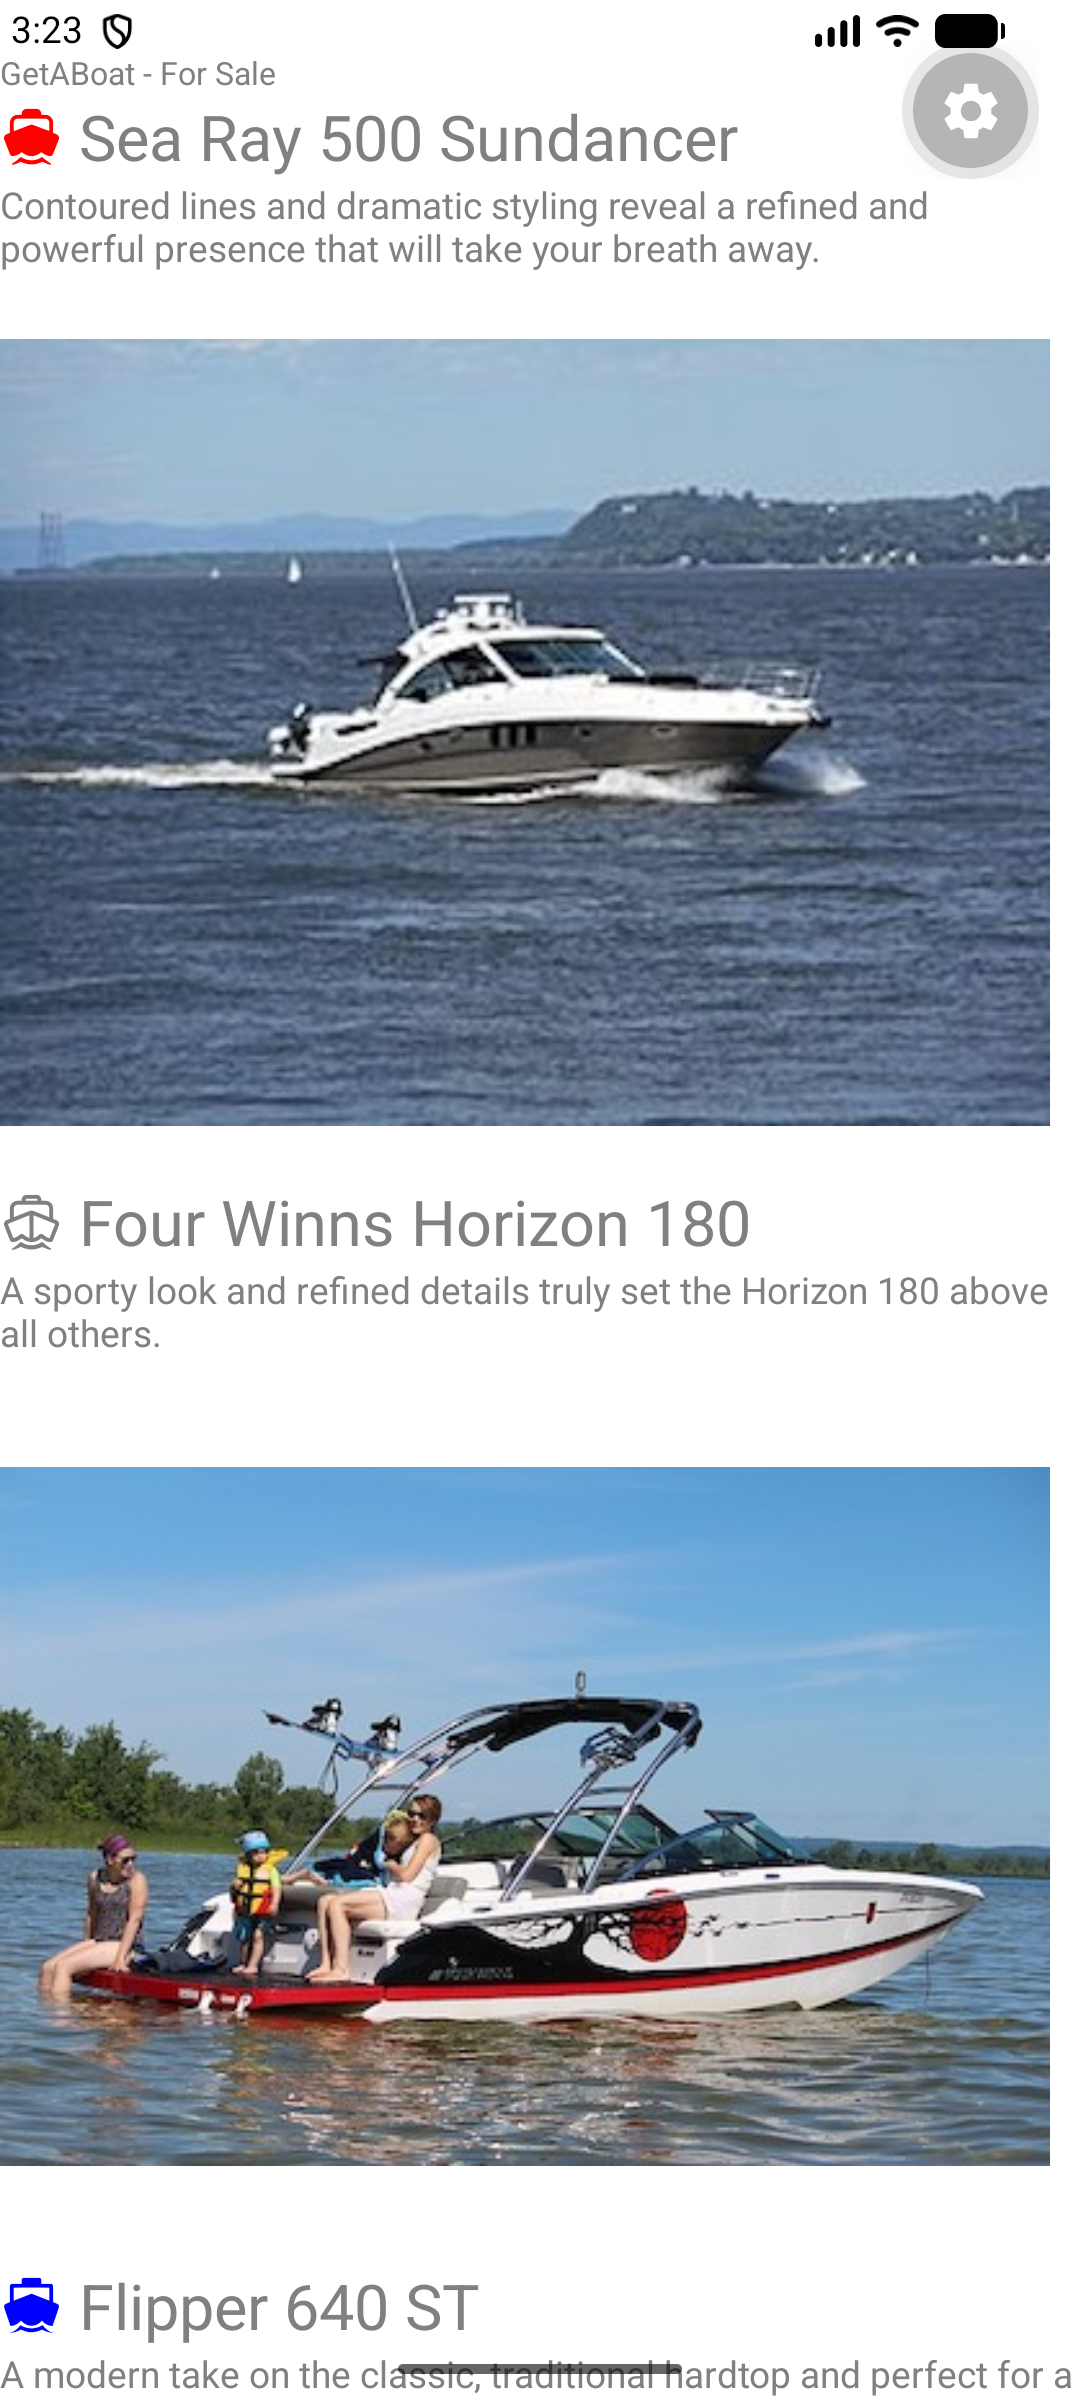 3:23
GetABoat - For Sale
Sea Ray 500 Sundancer
Contoured lines and dramatic styling reveal a refined and
powerful presence that will take your breath away.
Four Winns Horizon 180
A sporty look and refined details truly set the Horizon 180 above
all others.
Flipper 640 ST
A modern take on the classic, traditional hardtop and perfect for a